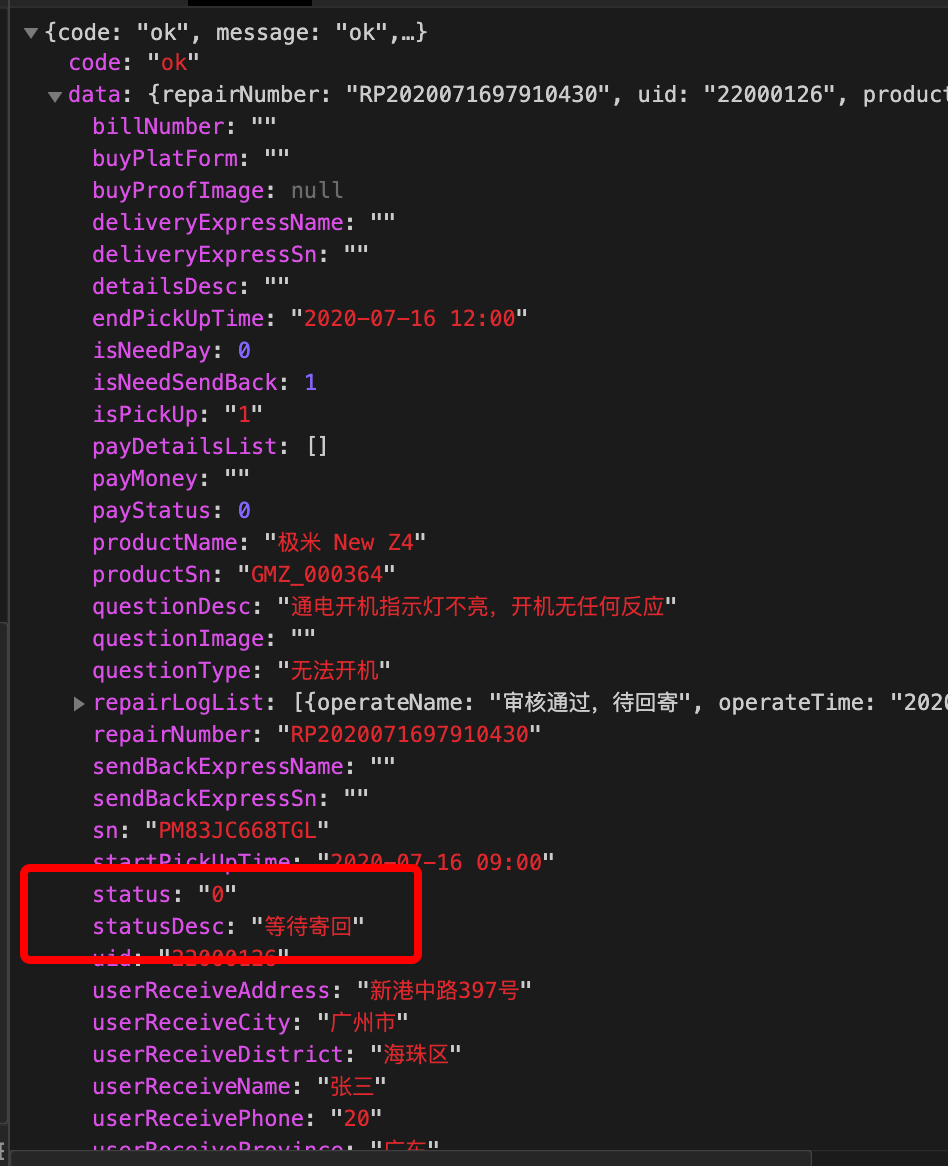 {code: "ok", message: "ok",…}
code: "ok"
data: {repairNumber: "RP2020071697910430", uid: "22000126", product
billNumber: ""
buyPlatForm: ""
buyProofImage: null
deliveryExpressName: ""
deliveryExpressSn: ""
detailsDesc: ""
endPickUpTime: "2020-07-16 12:00"
isNeedPay: 0
isNeedSendBack: 1
isPickUp: "1"
payDetailsList: []
payMoney: ""
payStatus: 0
productName: "极米 New Z4"
productSn: "GMZ_000364"
questionDesc: "通电开机指示灯不亮，开机无任何反应"
questionImage: ""
questionType: "无法开机"
repairLogList: [{operateName: "审核通过，待回寄", operateTime: "202
repairNumber: "RP2020071697910430"
sendBackExpressName: ""
sendBackExpressSn: ""
sn: "PM83JC668TGL"
startPickUpTime: "2020-07-16 09:00"
status: "0"
statusDesc: "等待寄回"
uid: "22000126"
userReceiveAddress: "新港中路397号"
userReceiveCity: "广州市"
userReceiveDistrict: "海珠区"
userReceiveName: "张三"
userReceivePhone: "20"
userReceiveProvince: "广东"